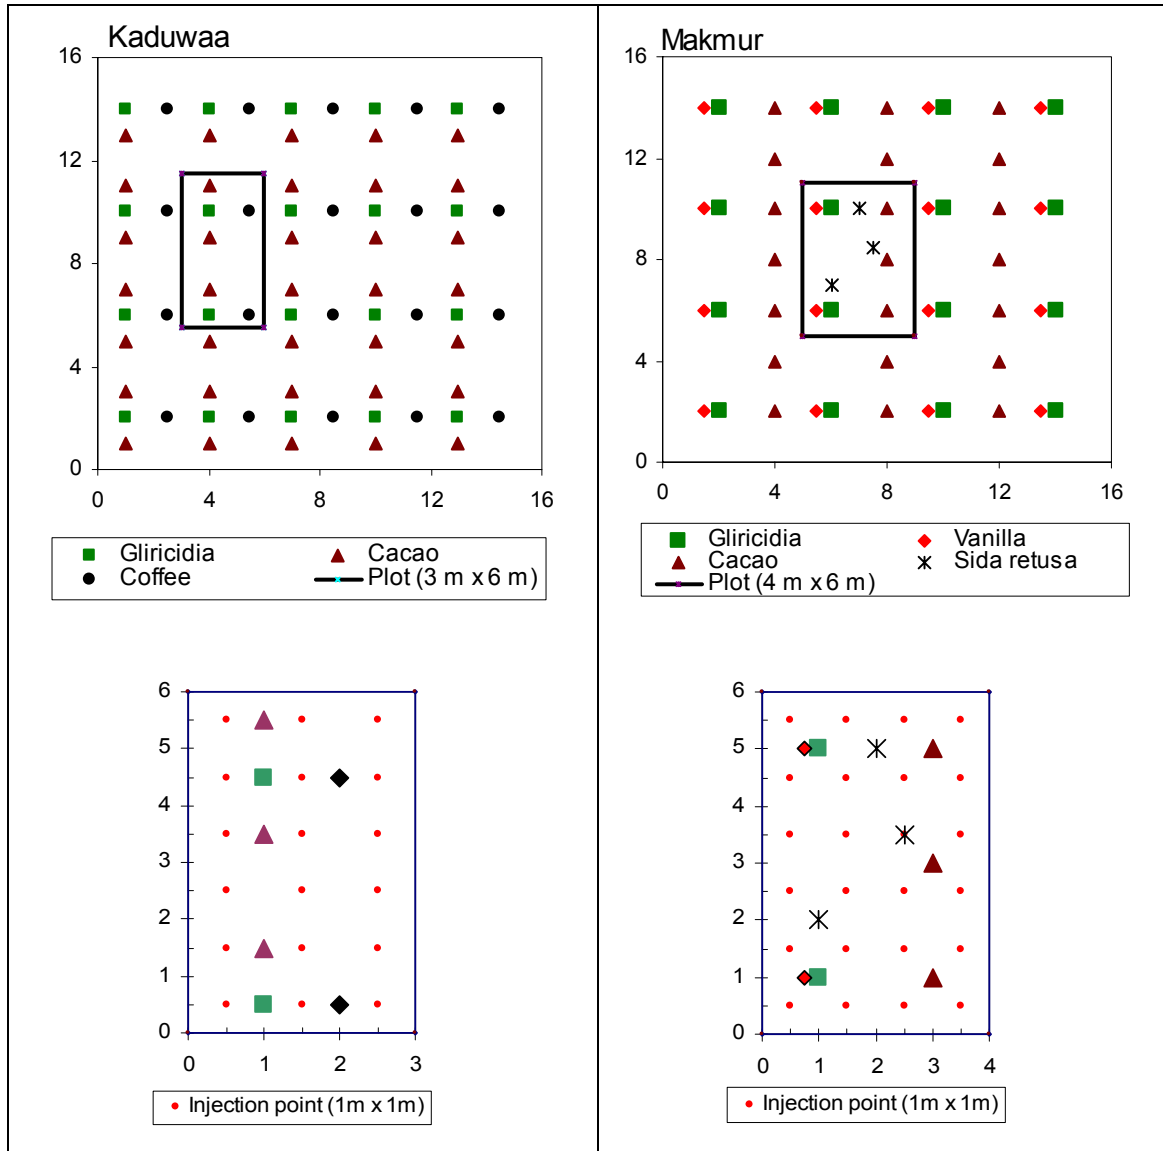 Kaduwaa
16
12
8
4
0
0 4 8 12 16
Gliricidia Cacao
Coffee Plot (3 m x 6 m)
6
5
4
3
2
1
0
0 1 2 3
Injection point (1m x 1m)
Makmur
16
12
8
4
0
0 4 8 12 16
Gliricidia Vanilla
Cacao Sida retusa
Plot (4 m x 6 m)
6
5
4
3
2
1
0
0 1 2 3 4
Injection point (1m x 1m)